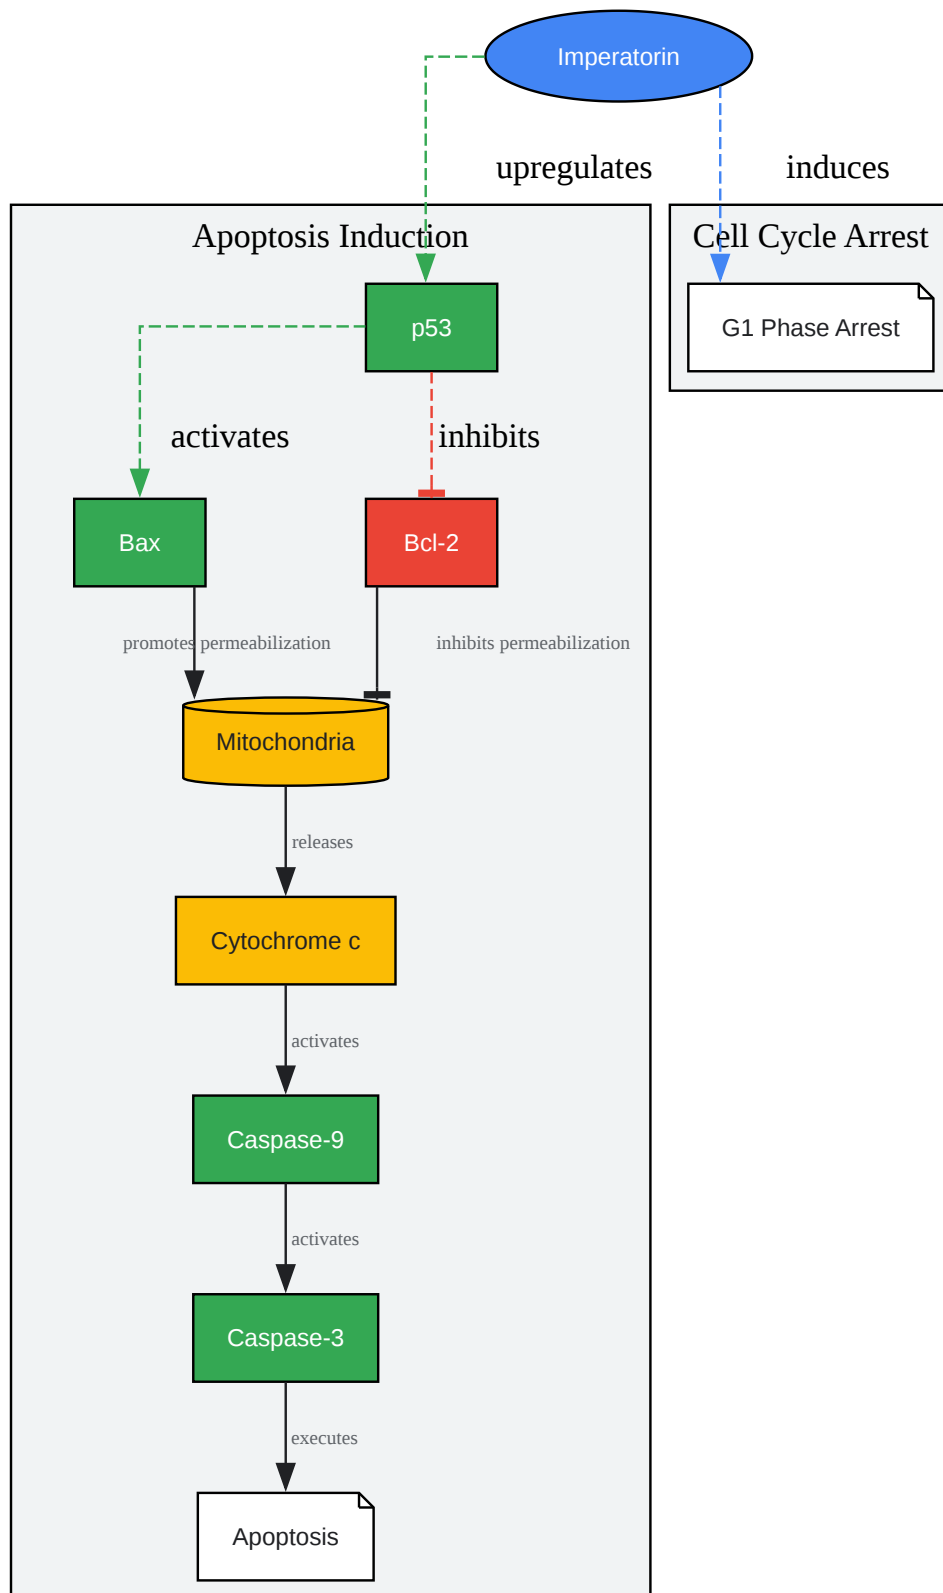 Imperatorin
upregulates
induces
Apoptosis Induction
Cell Cycle Arrest
p53
G1 Phase Arrest
activates
inhibits
Bax
Bcl-2
promotes permeabilization
inhibits permeabilization
Mitochondria
releases
Cytochrome c
activates
Caspase-9
activates
Caspase-3
executes
Apoptosis